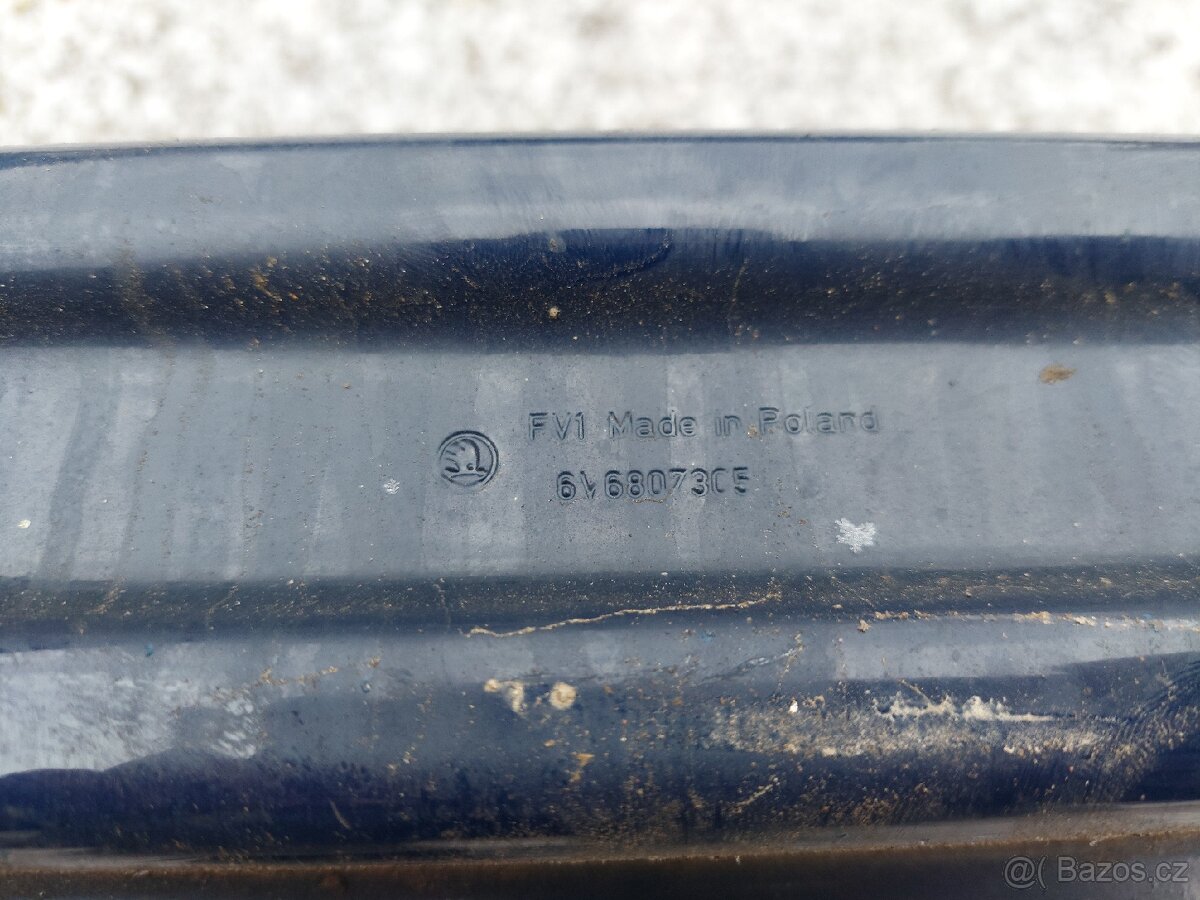 FV1 Made in Poland
6V6807305
@( Bazos.cz